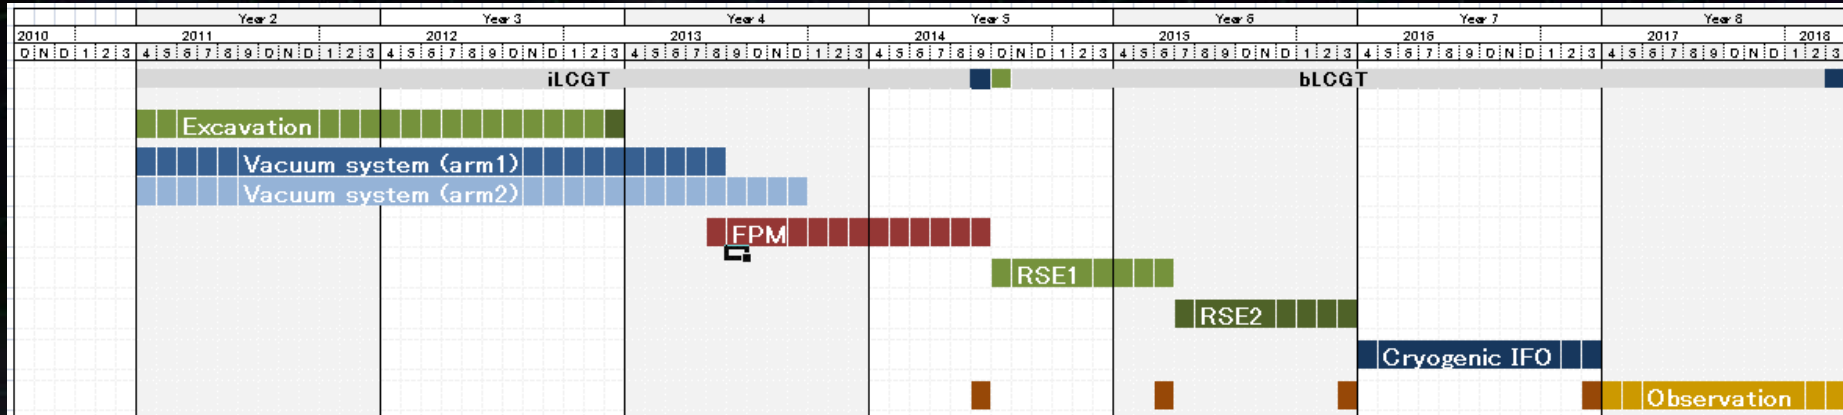 Year 2 Year 3 Year 4 Year 5 Year 6 Year 7 Year 8
2010 2011 2012 2013 2014 2015 2016 2017 2018
O N D 1 2 3 4 5 6 7 8 9 O N D 1 2 3 4 5 6 7 8 9 O N D 1 2 3 4 5 6 7 8 9 O N D 1 2 3 4 5 6 7 8 9 O N D 1 2 3 4 5 6 7 8 9 O N D 1 2 3 4 5 6 7 8 9 O N D 1 2 3 4 5 6 7 8 9 O N D 1 2 3
iLCGT bLCGT
Excavation
Vacuum system (arm1)
Vacuum system (arm2)
FPM
RSE1
RSE2
Cryogenic IFO
Observation